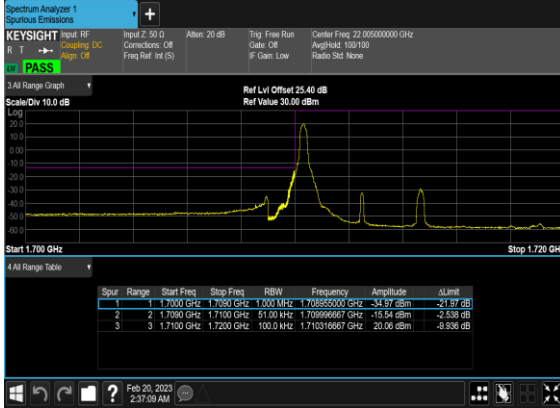 Spectrum Analyzer 1
Spurious Emissions
+
KEYSIGHT Input: RF Input Z: 50 Ω Atten: 20 dB Trig: Free Run Center Freq: 22.005000000 GHz
R T Coupling: DC Corrections: Off Gate: Off Avg|Hold: 100/100
Align: Off Freq Ref: Int (S) IF Gain: Low Radio Std: None
PASS
3 All Range Graph
Ref Lvl Offset 25.40 dB
Scale/Div 10.0 dB Ref Value 30.00 dBm
Log
20.0
10.0
0.00
-10.0
-20.0
-30.0
-40.0
-50.0
-60.0
Start 1.700 GHz Stop 1.720 GH
4 All Range Table
Spur Range Start Freq Stop Freq RBW Frequency Amplitude ΔLimit
1 1 1.7000 GHz 1.7090 GHz 1.000 MHz 1.708955000 GHz -34.97 dBm -21.97 dB
2 2 1.7090 GHz 1.7100 GHz 51.00 kHz 1.709996667 GHz -15.54 dBm -2.538 dB
3 3 1.7100 GHz 1.7200 GHz 100.0 kHz 1.710316667 GHz 20.06 dBm -9.936 dB
? Feb 20, 2023
2:37:09 AM